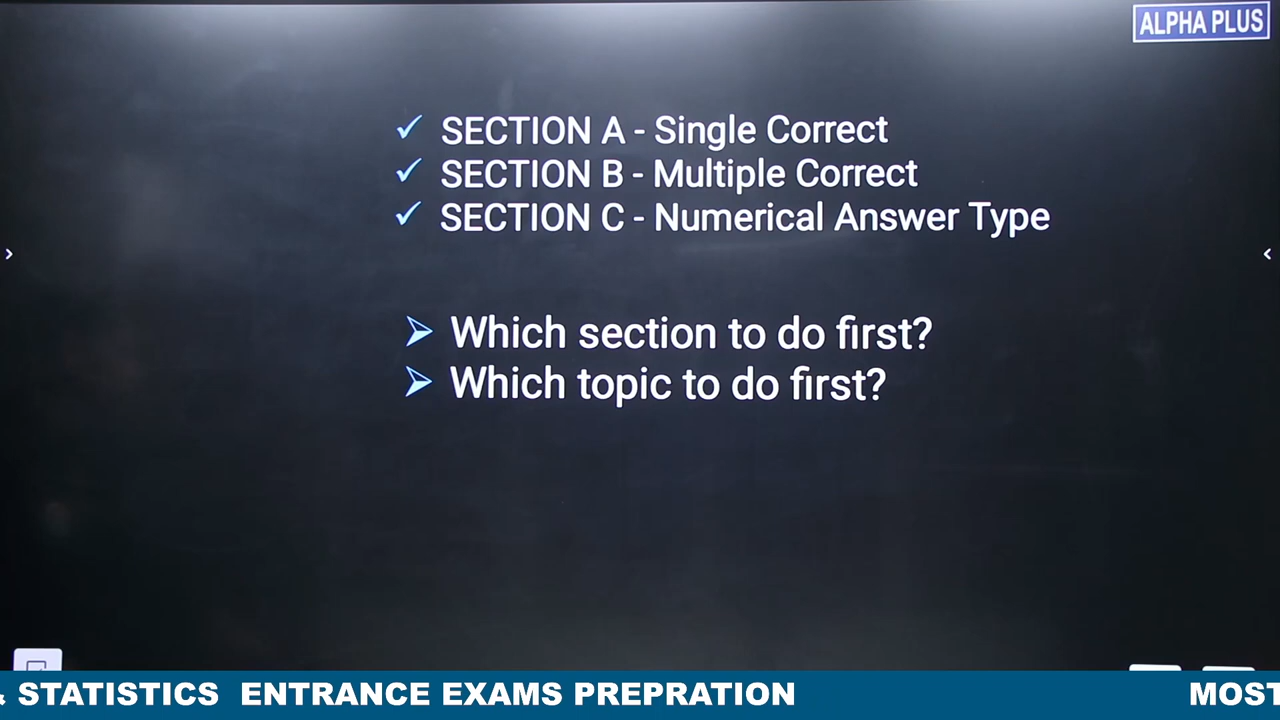 ALPHA PLUS
SECTION A - Single Correct
SECTION B - Multiple Correct
SECTION C - Numerical Answer Type
Which section to do first?
Which topic to do first?
& STATISTICS ENTRANCE EXAMS PREPRATION
MOST